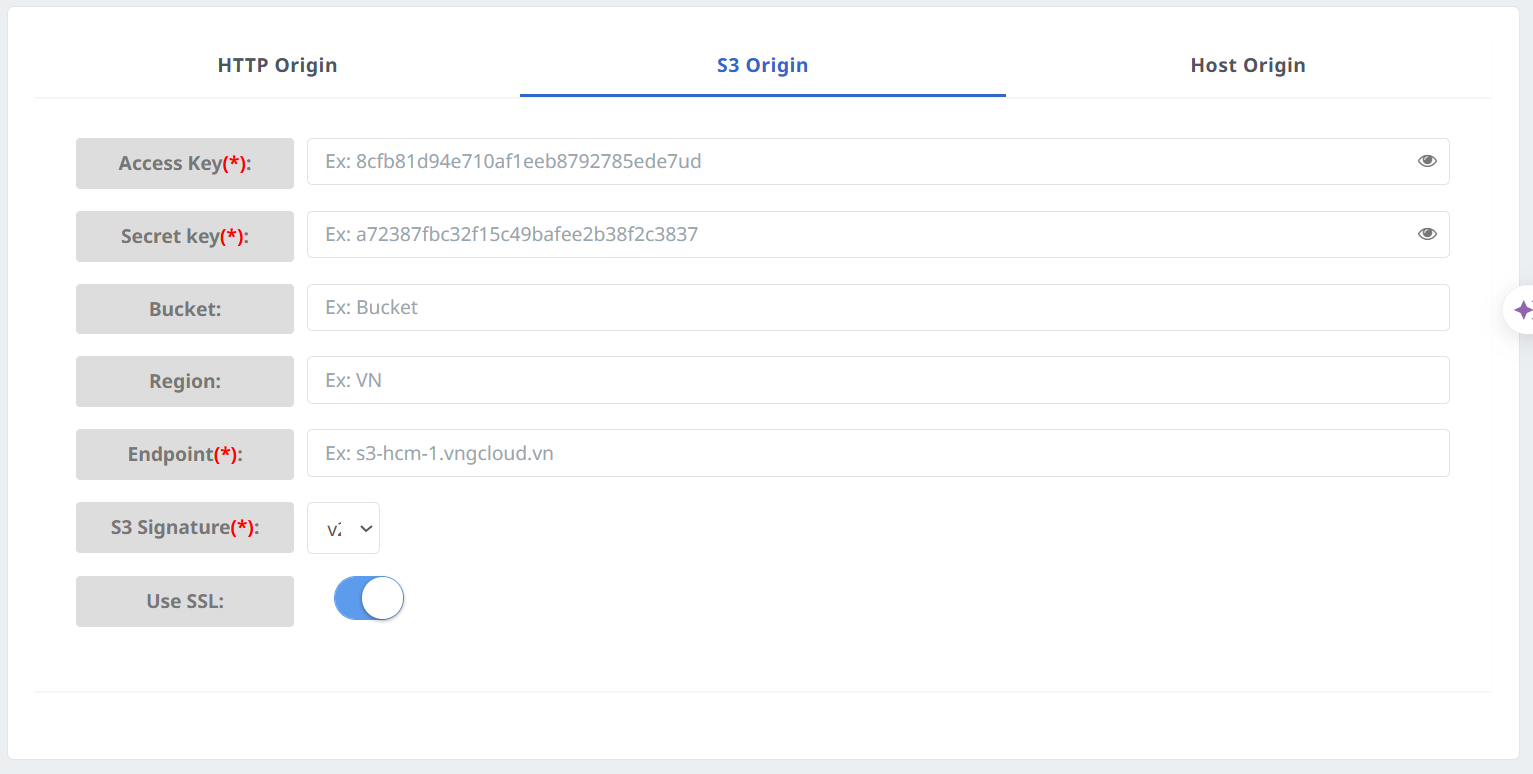 HTTP Origin
S3 Origin
Host Origin
Access Key(*):
Ex: 8cfb81d94e710af1eeb8792785ede7ud
Secret key(*):
Ex: a72387fbc32f15c49bafee2b38f2c3837
Bucket:
Ex: Bucket
Region:
Ex: VN
Endpoint(*):
Ex: s3-hcm-1.vngcloud.vn
S3 Signature(*):
v2
Use SSL: